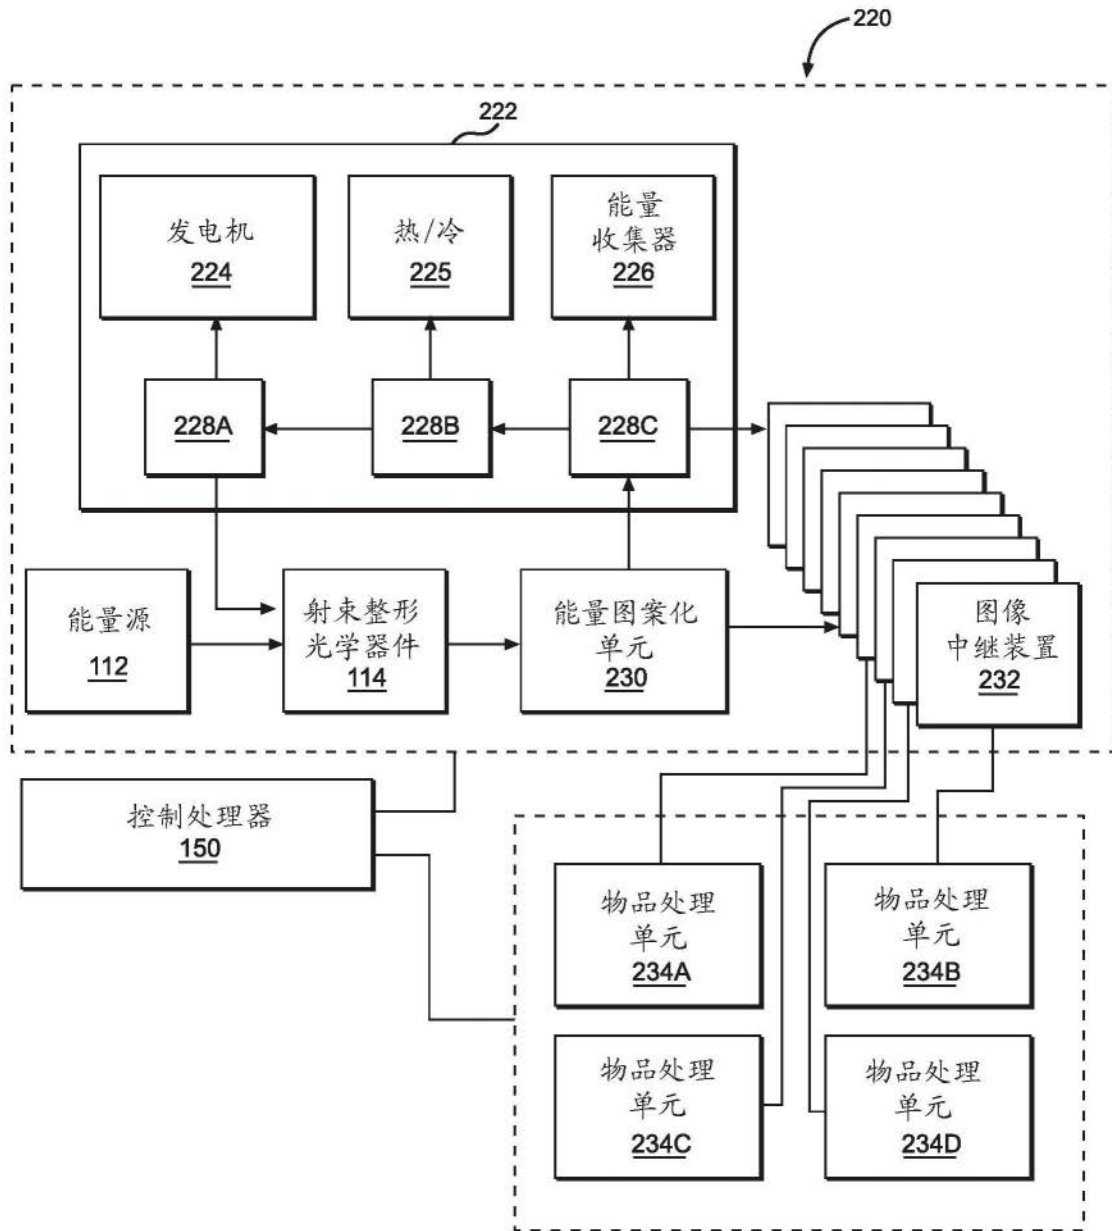 220
222
发电机
224
热/冷
225
能量
收集器
226
228A
228B
228C
能量源
112
射束整形
光学器件
114
能量图案化
单元
230
图像
中继装置
232
控制处理器
150
物品处理
单元
234A
物品处理
单元
234B
物品处理
单元
234C
物品处理
单元
234D